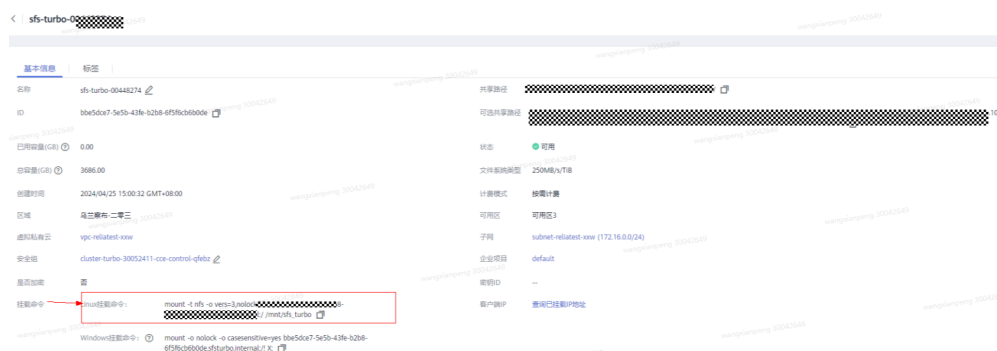 sfs-turbo-0
基本信息 标签
名称 sfs-turbo-00448274 共享路径
ID bbe5dce7-5e5b-43fe-b2b8-6f5f6cb6b0de 可选共享路径
已用容量(GB) 0.00 状态 可用
总容量(GB) 3686.00 文件系统类型 250MB/s/TiB
创建时间 2024/04/25 15:00:32 GMT+08:00 计费模式 按需计费
区域 乌兰察布-二零三 可用区 可用区3
虚拟私有云 vpc-reliatest-xxw 子网 subnet-reliatest-xxw (172.16.0.0/24)
安全组 cluster-turbo-30052411-cce-control-qfebz 企业项目 default
是否加密 否 密钥ID --
挂载命令 Linux挂载命令: mount -t nfs -o vers=3,nolock 8- 客户端IP 查询已挂载IP地址
:/ /mnt/sfs_turbo
Windows挂载命令: mount -o nolock -o casesensitive=yes bbe5dce7-5e5b-43fe-b2b8-
6f5f6cb6b0de.sfsturbo.internal:/! X: